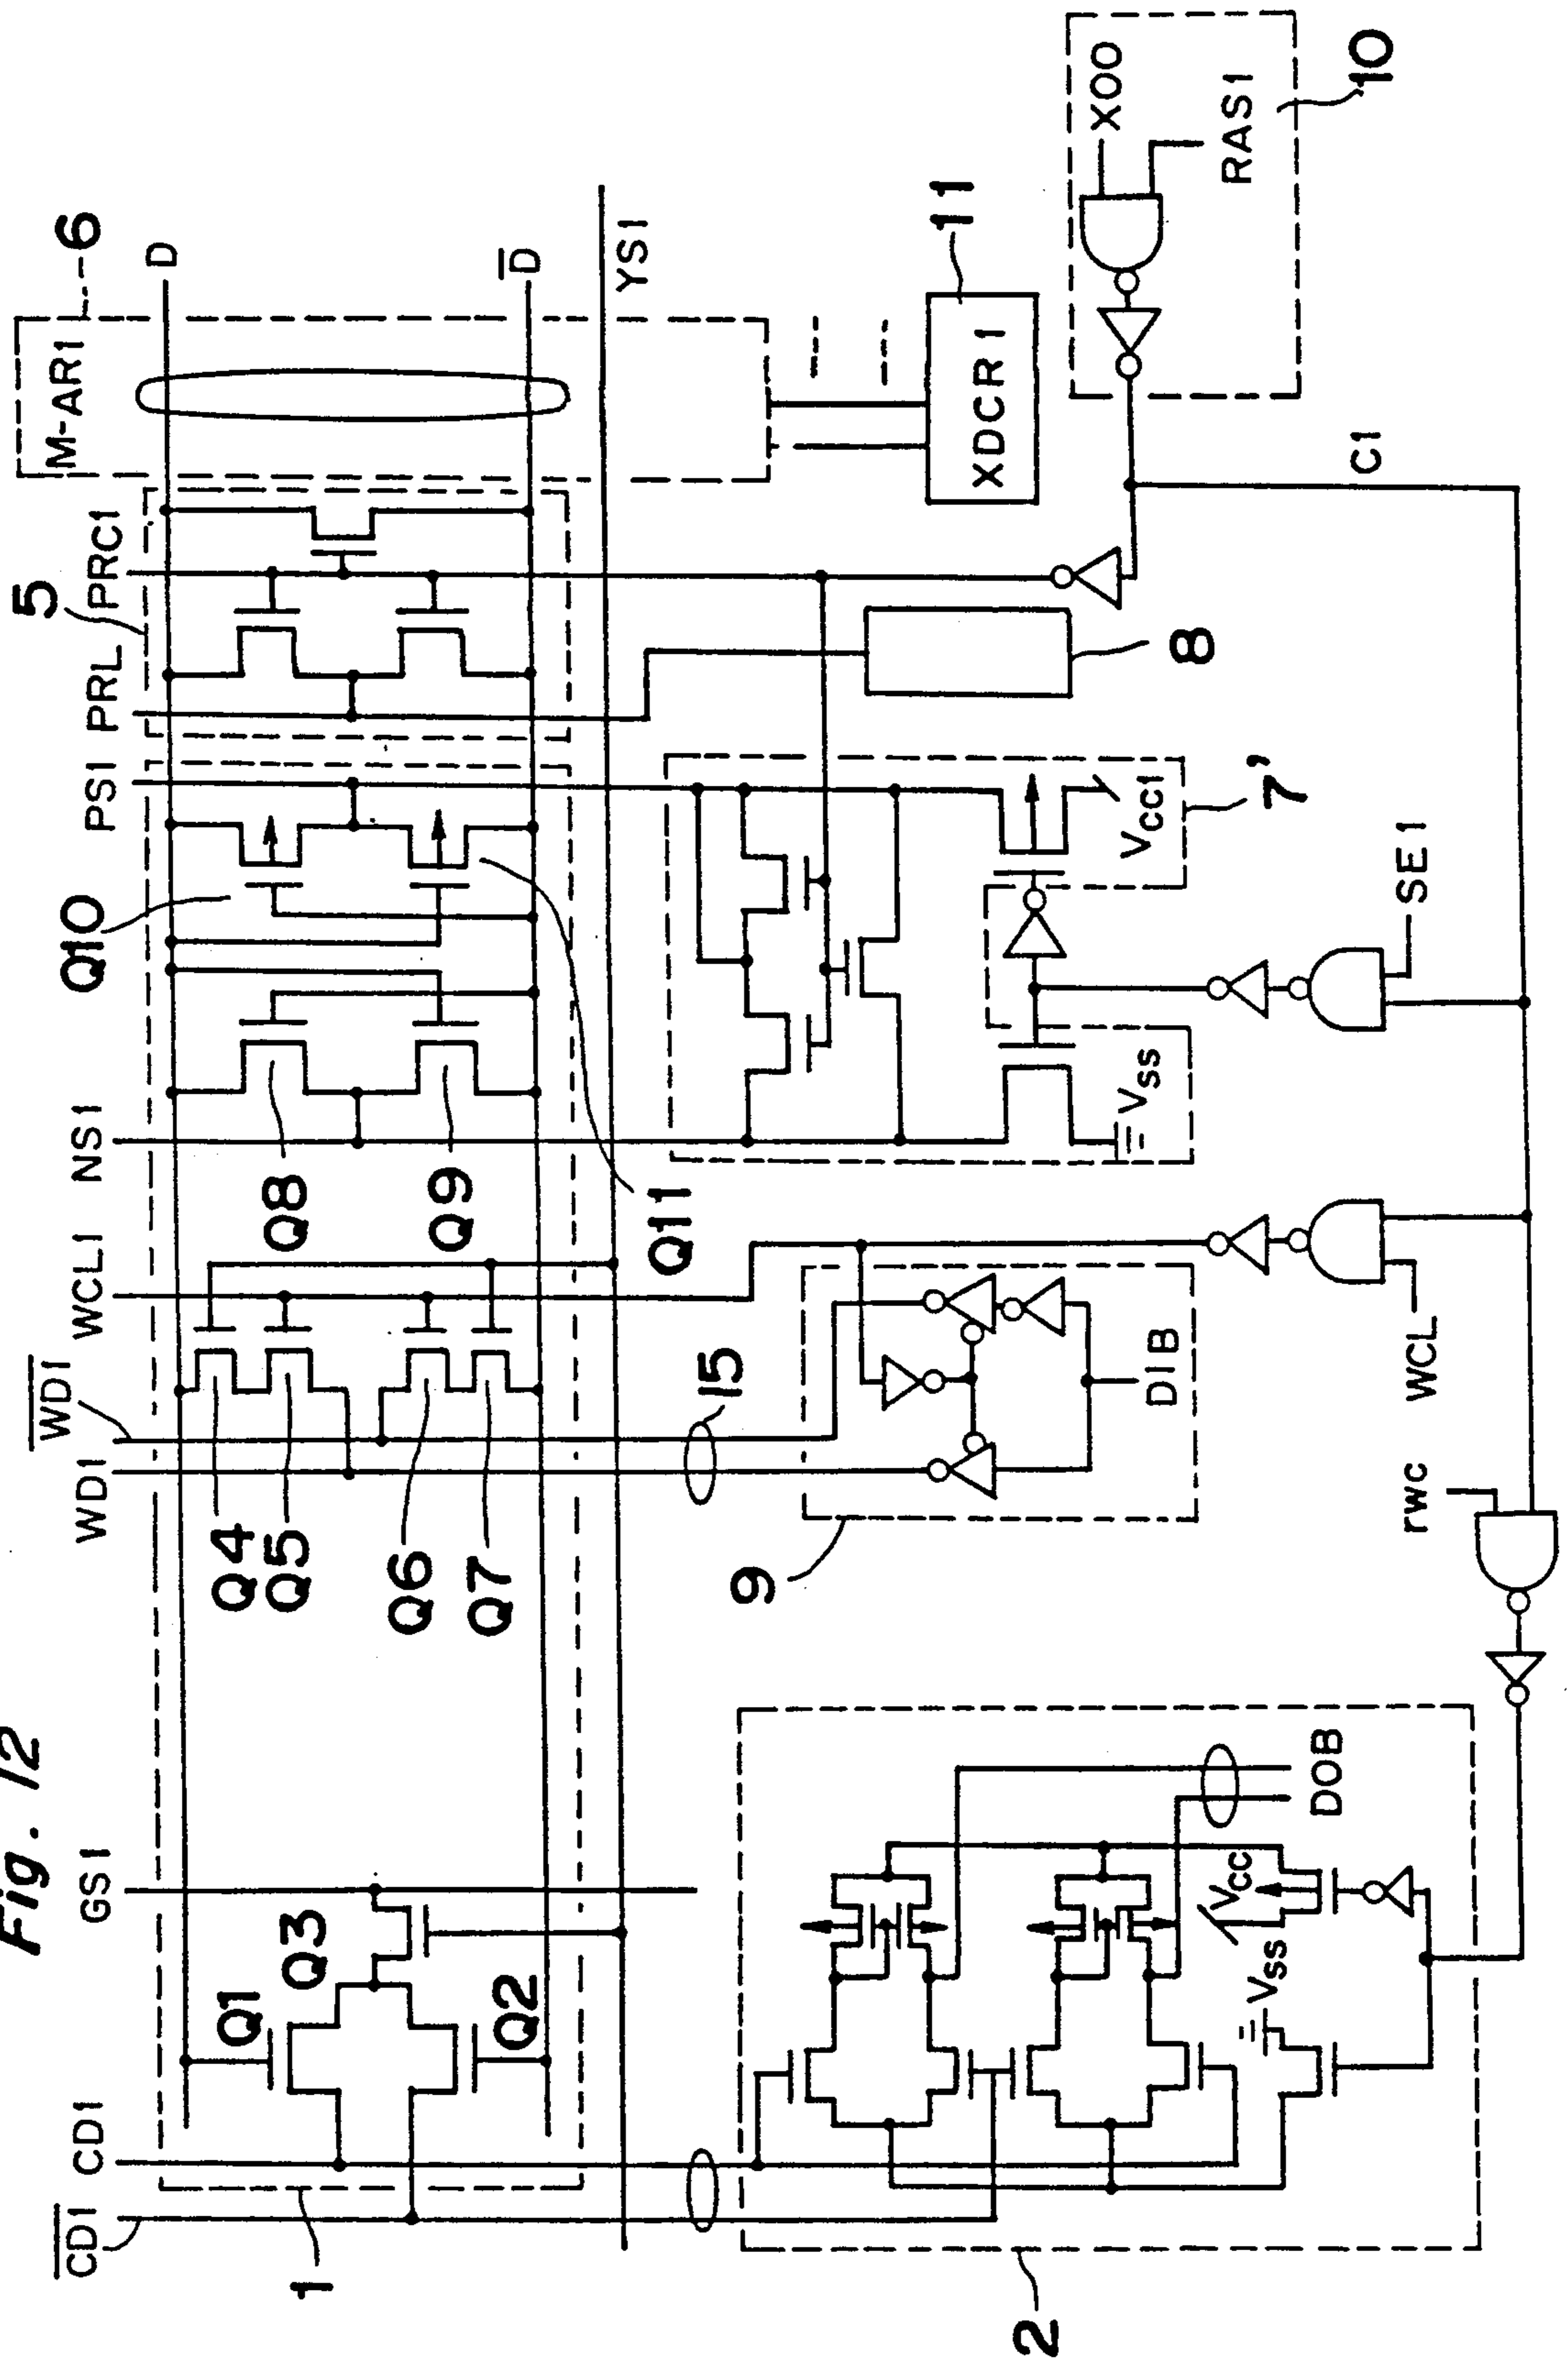 Fig. 12
M-AR1
6
D
D̅
YS1
5
PRC1
PRL
PS1
Q10
NS1
Q8
Q9
Q11
WCL1
W̅D̅1̅
WD1
Q4
Q5
Q6
Q7
GS1
Q3
Q1
Q2
CD1
C̅D̅1̅
1
XDCR1
11
X00
RAS1
10
C1
8
7'
VCC1
VSS
SE1
15
DIB
9
WCL
rwc
DOB
VCC
VSS
2